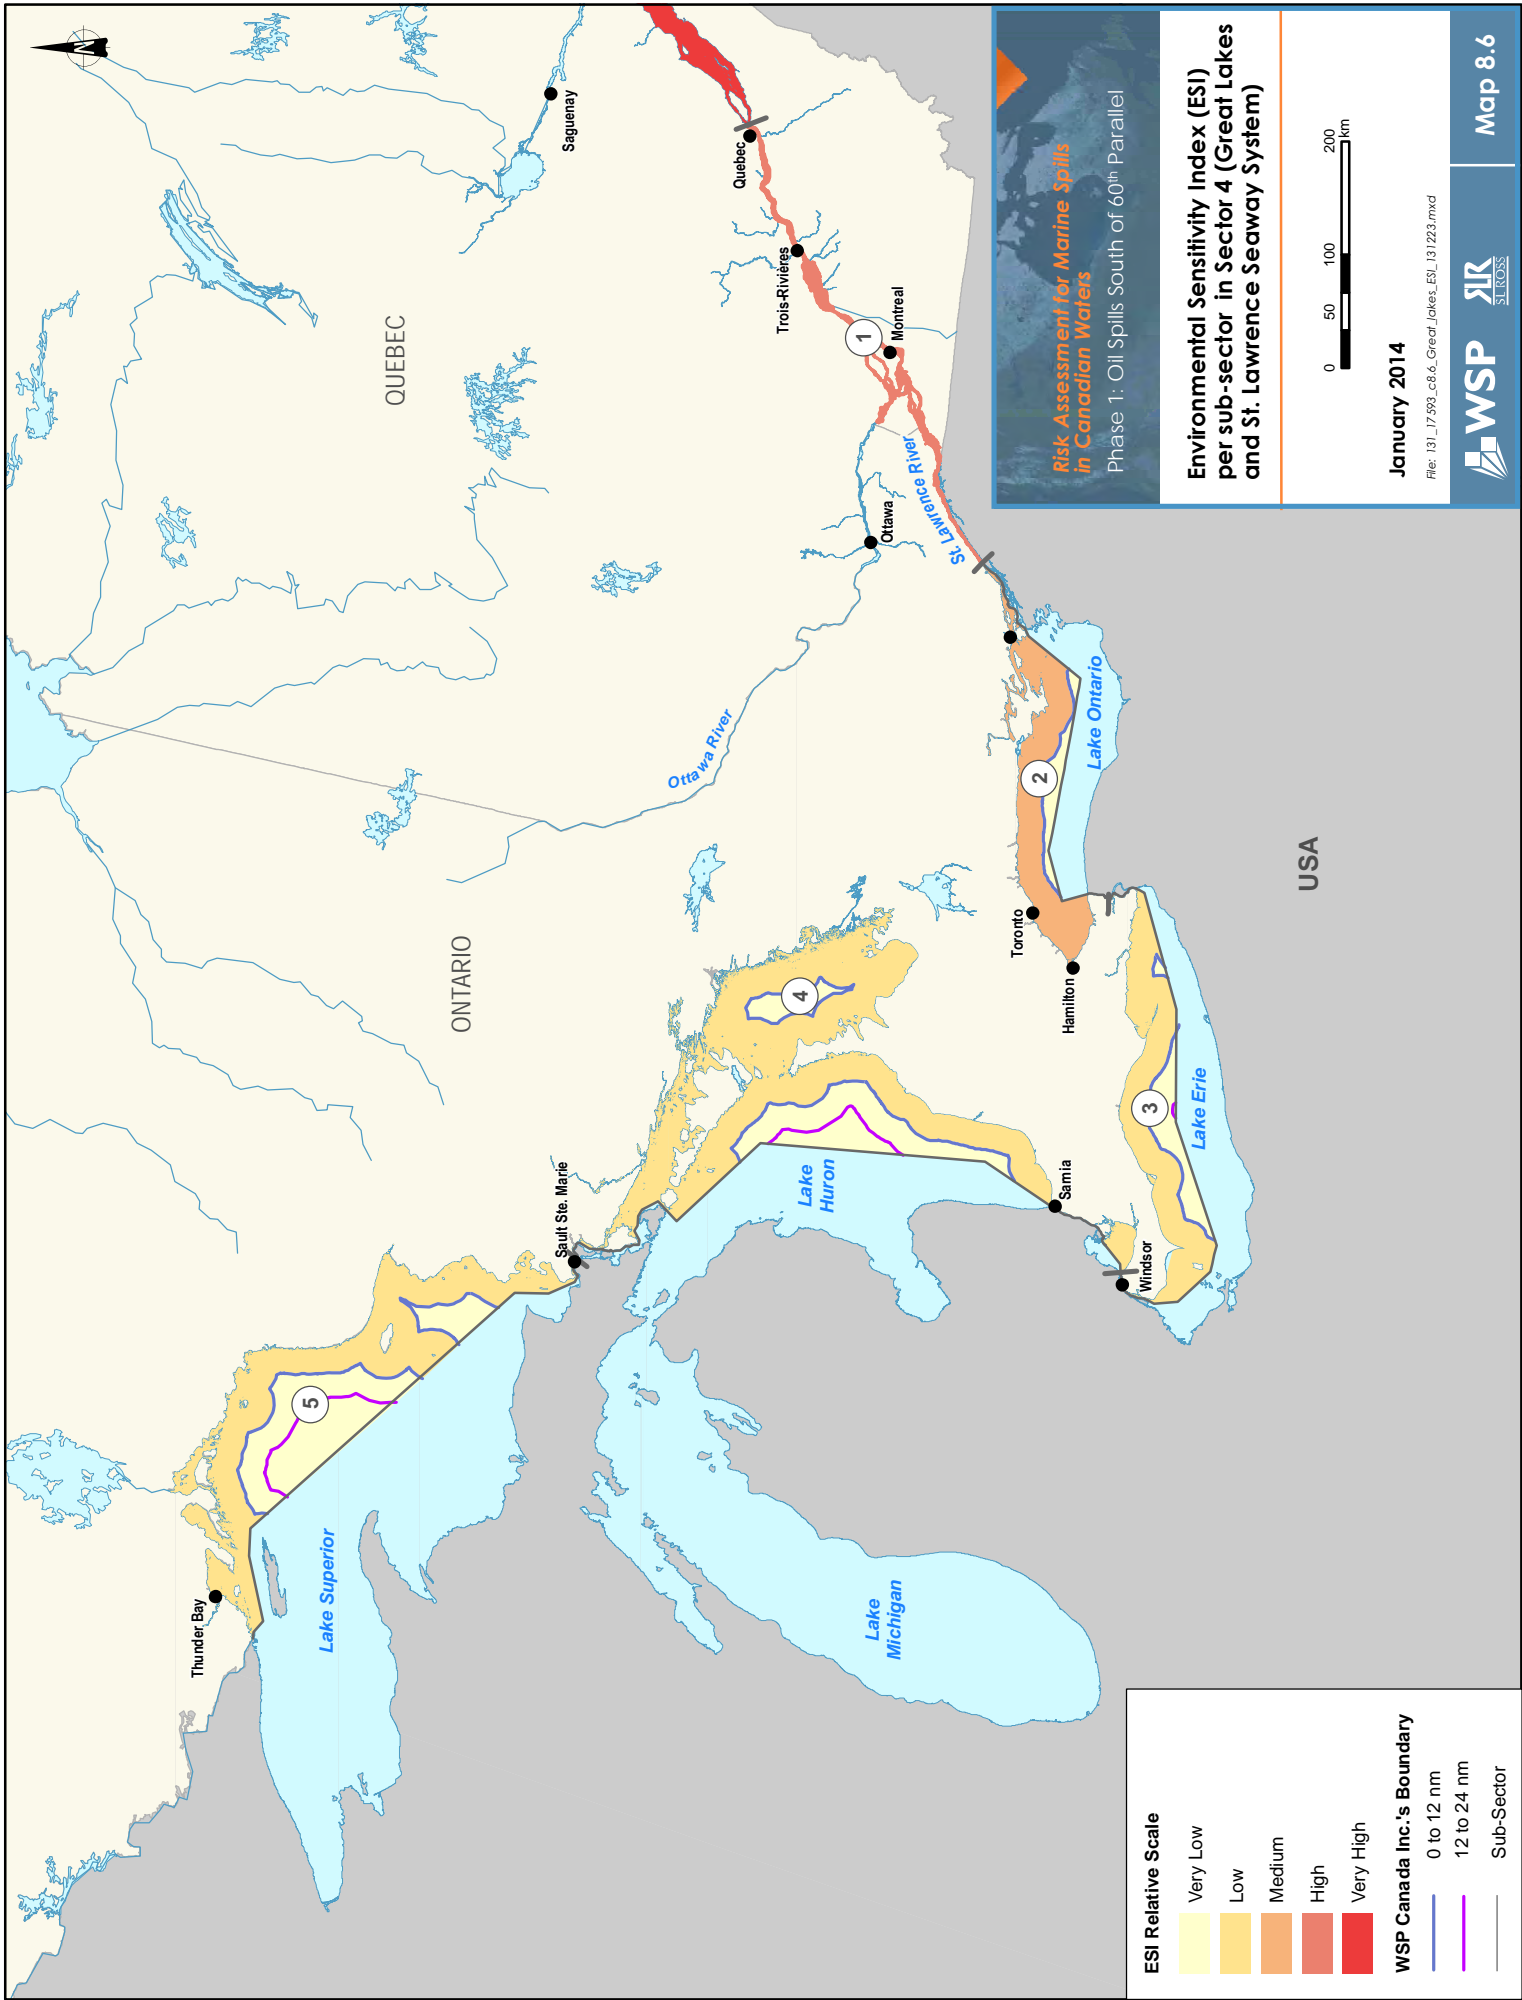 N
Saguenay
Quebec
Trois-Rivières
1
Montreal
QUEBEC
St. Lawrence River
Ottawa
Ottawa River
ONTARIO
2
Lake Ontario
Toronto
Hamilton
USA
4
3
Lake Erie
Lake
Huron
Sault Ste. Marie
Sarnia
Windsor
5
Thunder Bay
Lake Superior
Lake
Michigan
ESI Relative Scale
Very Low
Low
Medium
High
Very High
WSP Canada Inc.'s Boundary
0 to 12 nm
12 to 24 nm
Sub-Sector
Risk Assessment for Marine Spills
in Canadian Waters
Phase 1: Oil Spills South of 60th Parallel
Environmental Sensitivity Index (ESI)
per sub-sector in Sector 4 (Great Lakes
and St. Lawrence Seaway System)
0 50 100 200
km
January 2014
File: 131_17593_c8.6_Great_lakes_ESI_131223.mxd
WSP
SLR
SL ROSS
Map 8.6